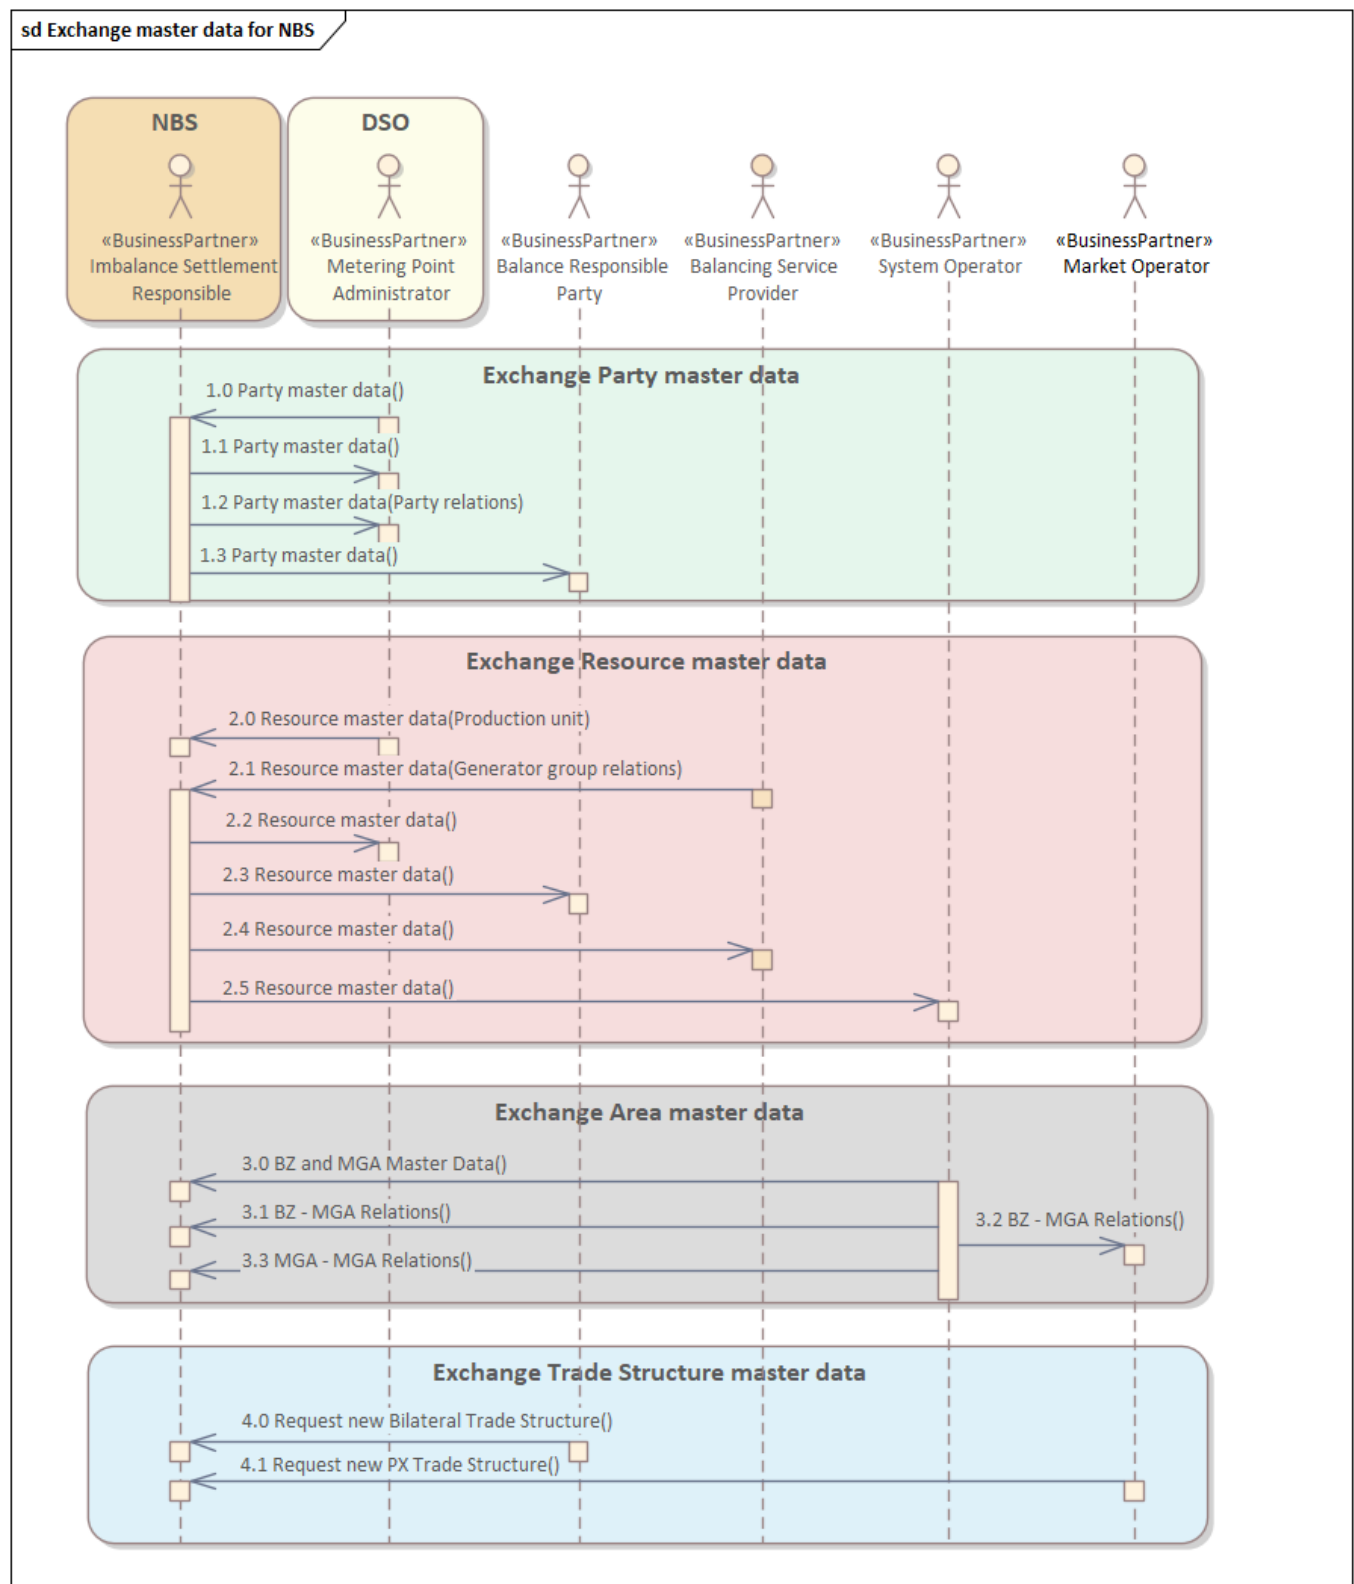 sd Exchange master data for NBS
NBS
DSO
«BusinessPartner»
Imbalance Settlement
Responsible
«BusinessPartner»
Metering Point
Administrator
«BusinessPartner»
Balance Responsible
Party
«BusinessPartner»
Balancing Service
Provider
«BusinessPartner»
System Operator
«BusinessPartner»
Market Operator
Exchange Party master data
1.0 Party master data()
1.1 Party master data()
1.2 Party master data(Party relations)
1.3 Party master data()
Exchange Resource master data
2.0 Resource master data(Production unit)
2.1 Resource master data(Generator group relations)
2.2 Resource master data()
2.3 Resource master data()
2.4 Resource master data()
2.5 Resource master data()
Exchange Area master data
3.0 BZ and MGA Master Data()
3.1 BZ - MGA Relations()
3.2 BZ - MGA Relations()
3.3 MGA - MGA Relations()
Exchange Trade Structure master data
4.0 Request new Bilateral Trade Structure()
4.1 Request new PX Trade Structure()